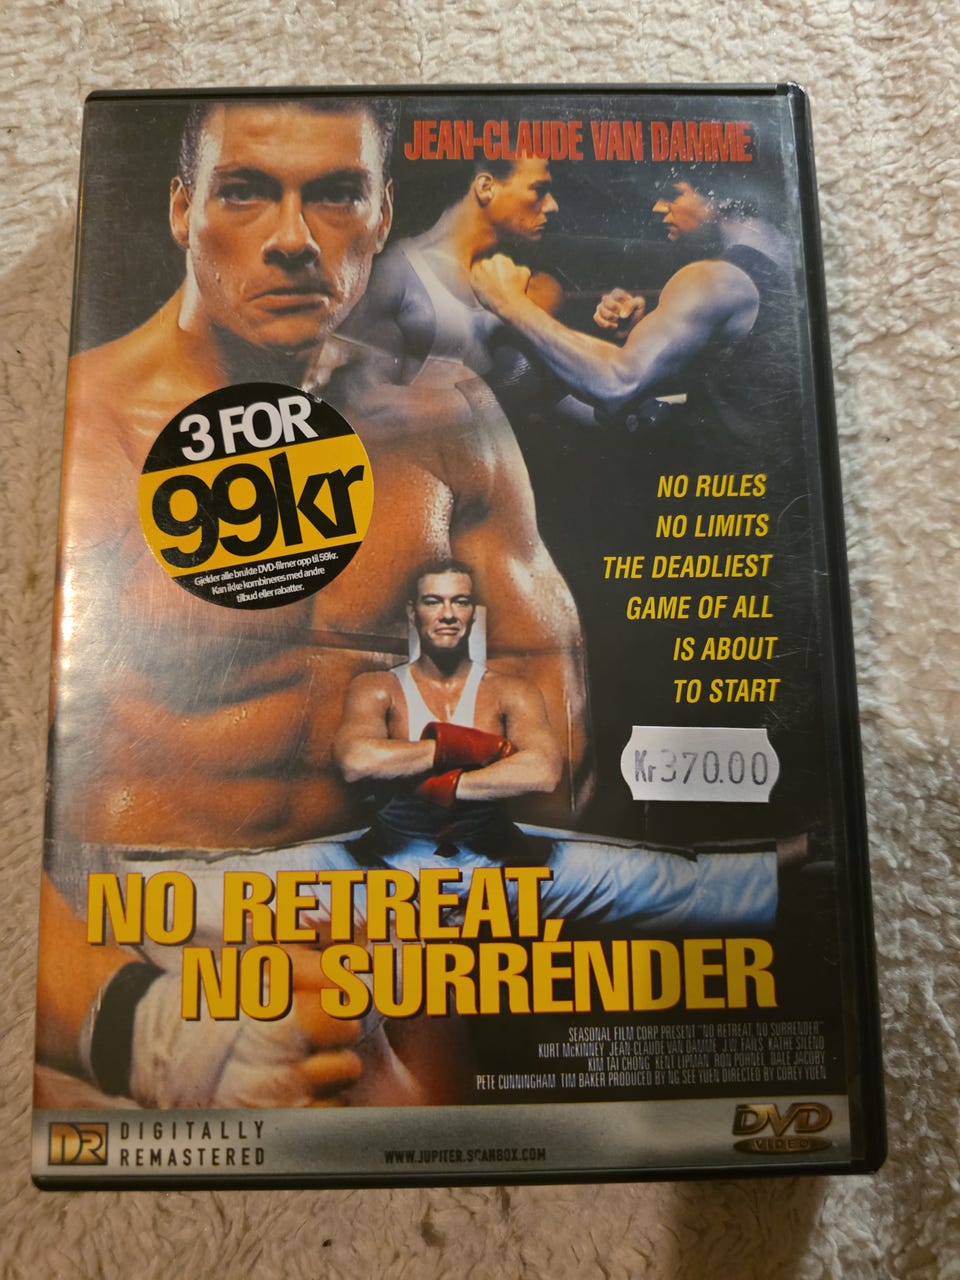 JEAN-CLAUDE VAN DAMME
3 FOR
99kr
Gjelder alle brukte DVD-filmer opp til 59kr.
Kan ikke kombineres med andre
tilbud eller rabatter.
NO RULES
NO LIMITS
THE DEADLIEST
GAME OF ALL
IS ABOUT
TO START
Kr370.00
NO RETREAT,
NO SURRENDER
SEASONAL FILM CORP PRESENT "NO RETREAT, NO SURRENDER"
KURT McKINNEY JEAN-CLAUDE VAN DAMME J.W. FAILS KATHE SILENO
KIM TAI CHONG KENT LIPMAN RON POHNEL DALE JACOBY
PETE CUNNINGHAM TIM BAKER PRODUCED BY NG SEE YUEN DIRECTED BY COREY YUEN
DR DIGITALLY
REMASTERED
WWW.JUPITER.SCANBOX.COM
DVD
VIDEO